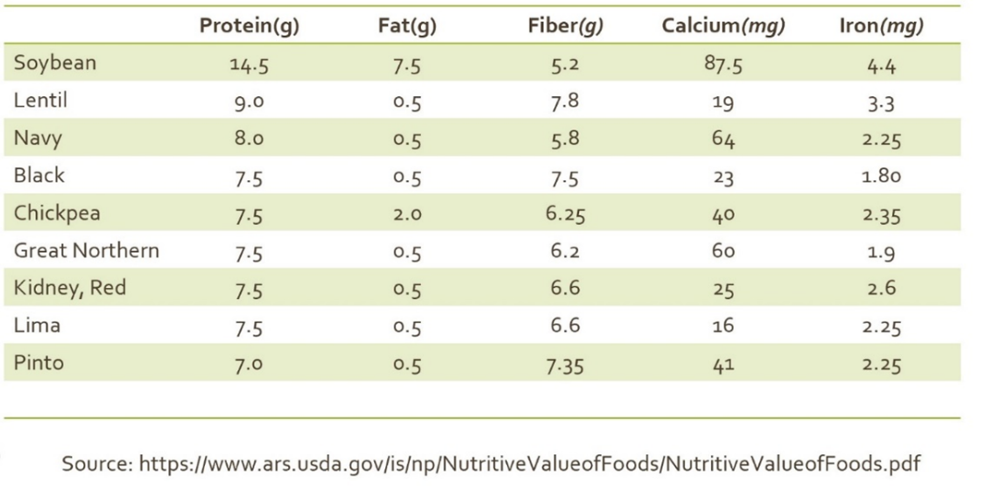 Protein(g) Fat(g) Fiber(g) Calcium(mg) Iron(mg)
Soybean 14.5 7.5 5.2 87.5 4.4
Lentil 9.0 0.5 7.8 19 3.3
Navy 8.0 0.5 5.8 64 2.25
Black 7.5 0.5 7.5 23 1.80
Chickpea 7.5 2.0 6.25 40 2.35
Great Northern 7.5 0.5 6.2 60 1.9
Kidney, Red 7.5 0.5 6.6 25 2.6
Lima 7.5 0.5 6.6 16 2.25
Pinto 7.0 0.5 7.35 41 2.25
Source: https://www.ars.usda.gov/is/np/NutritiveValueofFoods/NutritiveValueofFoods.pdf